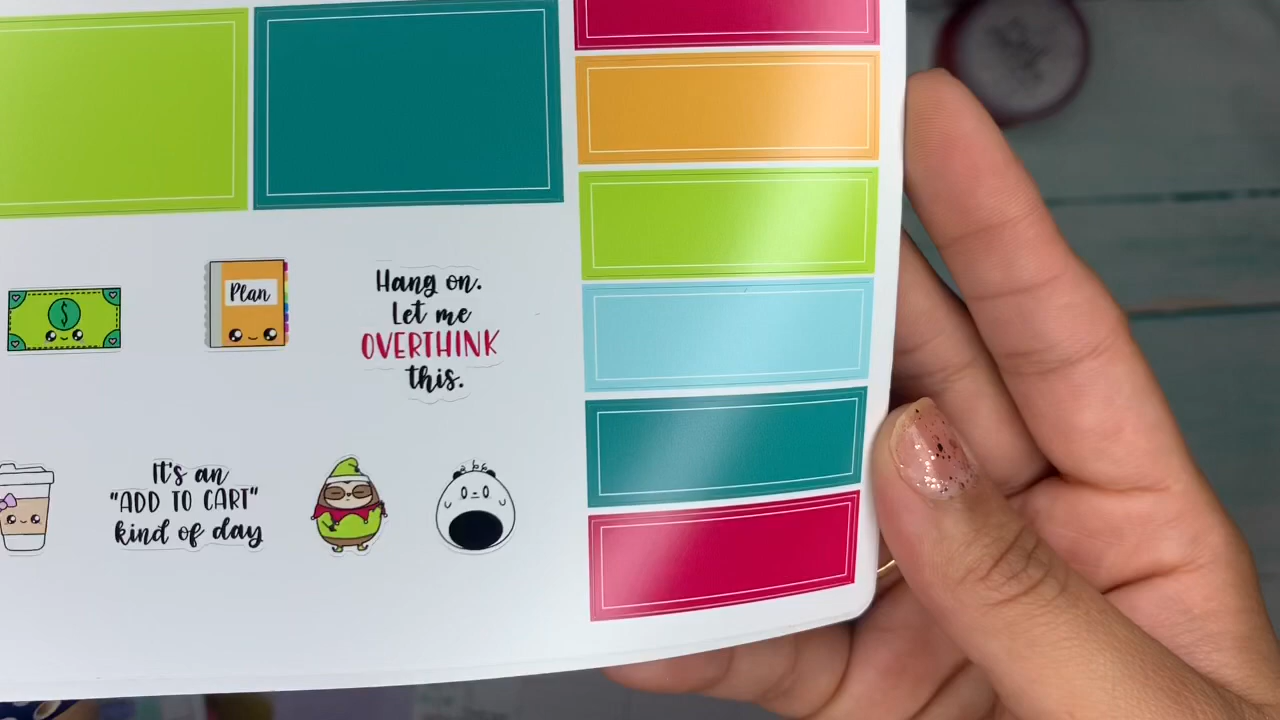 $
Plan
Hang on.
Let me
OVERTHINK
this.
It's an
"ADD TO CART"
kind of day